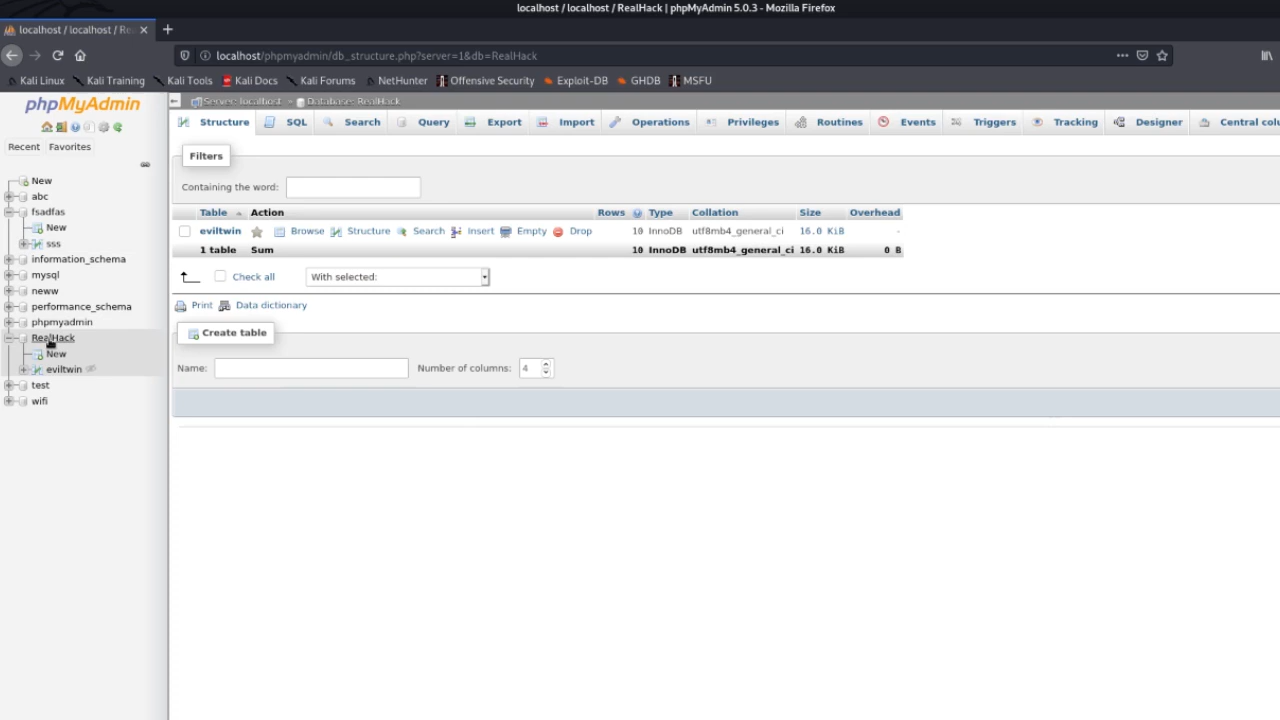 localhost / localhost / RealHack | phpMyAdmin 5.0.3 - Mozilla Firefox
localhost / localhost / Re
localhost/phpmyadmin/db_structure.php?server=1&db=RealHack
Kali Linux Kali Training Kali Tools Kali Docs Kali Forums NetHunter Offensive Security Exploit-DB GHDB MSFU
phpMyAdmin
Recent Favorites
New
abc
fsadfas
New
sss
information_schema
mysql
neww
performance_schema
phpmyadmin
RealHack
New
eviltwin
test
wifi
Server: localhost » Database: RealHack
Structure SQL Search Query Export Import Operations Privileges Routines Events Triggers Tracking Designer Central colu
Filters
Containing the word:
Table Action Rows Type Collation Size Overhead
eviltwin Browse Structure Search Insert Empty Drop 10 InnoDB utf8mb4_general_ci 16.0 KiB -
1 table Sum 10 InnoDB utf8mb4_general_ci 16.0 KiB 0 B
Check all With selected:
Print Data dictionary
Create table
Name: Number of columns: 4